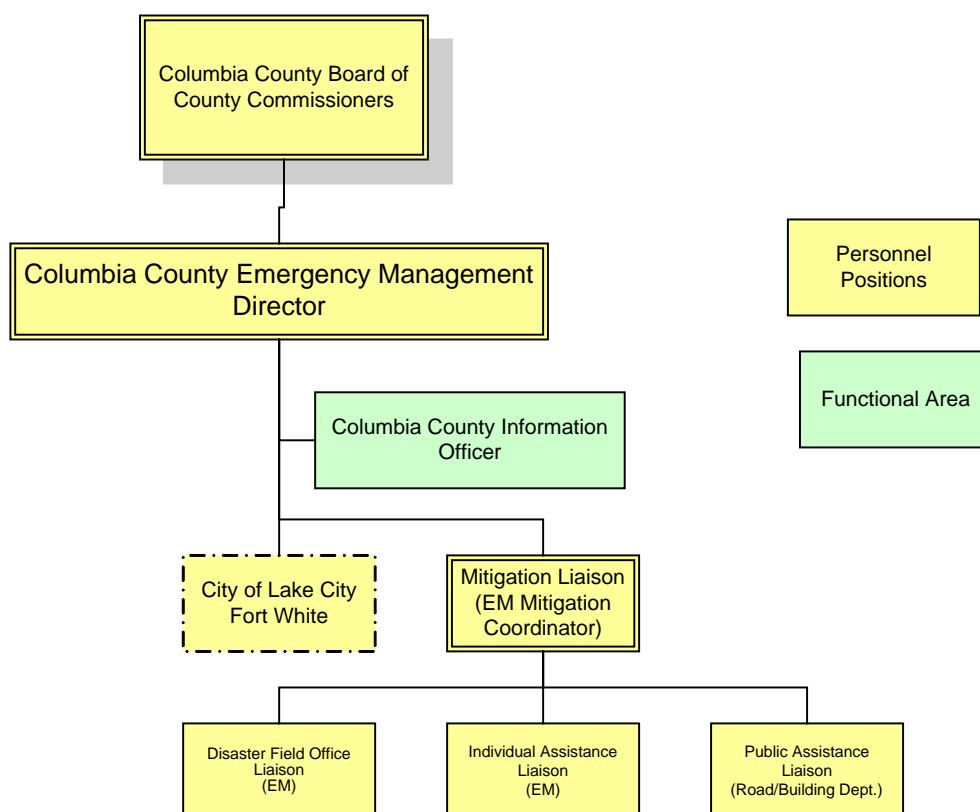 Columbia County Board of
County Commissioners
Columbia County Emergency Management
Director
Personnel
Positions
Functional Area
Columbia County Information
Officer
City of Lake City
Fort White
Mitigation Liaison
(EM Mitigation
Coordinator)
Disaster Field Office
Liaison
(EM)
Individual Assistance
Liaison
(EM)
Public Assistance
Liaison
(Road/Building Dept.)